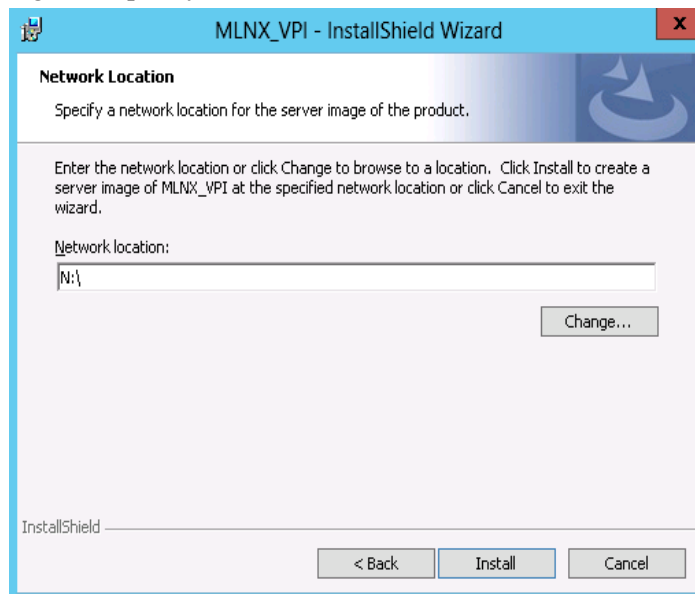 MLNX_VPI - InstallShield Wizard
x
Network Location
Specify a network location for the server image of the product.
Enter the network location or click Change to browse to a location. Click Install to create a
server image of MLNX_VPI at the specified network location or click Cancel to exit the
wizard.
Network location:
N:\
Change...
InstallShield
< Back Install Cancel